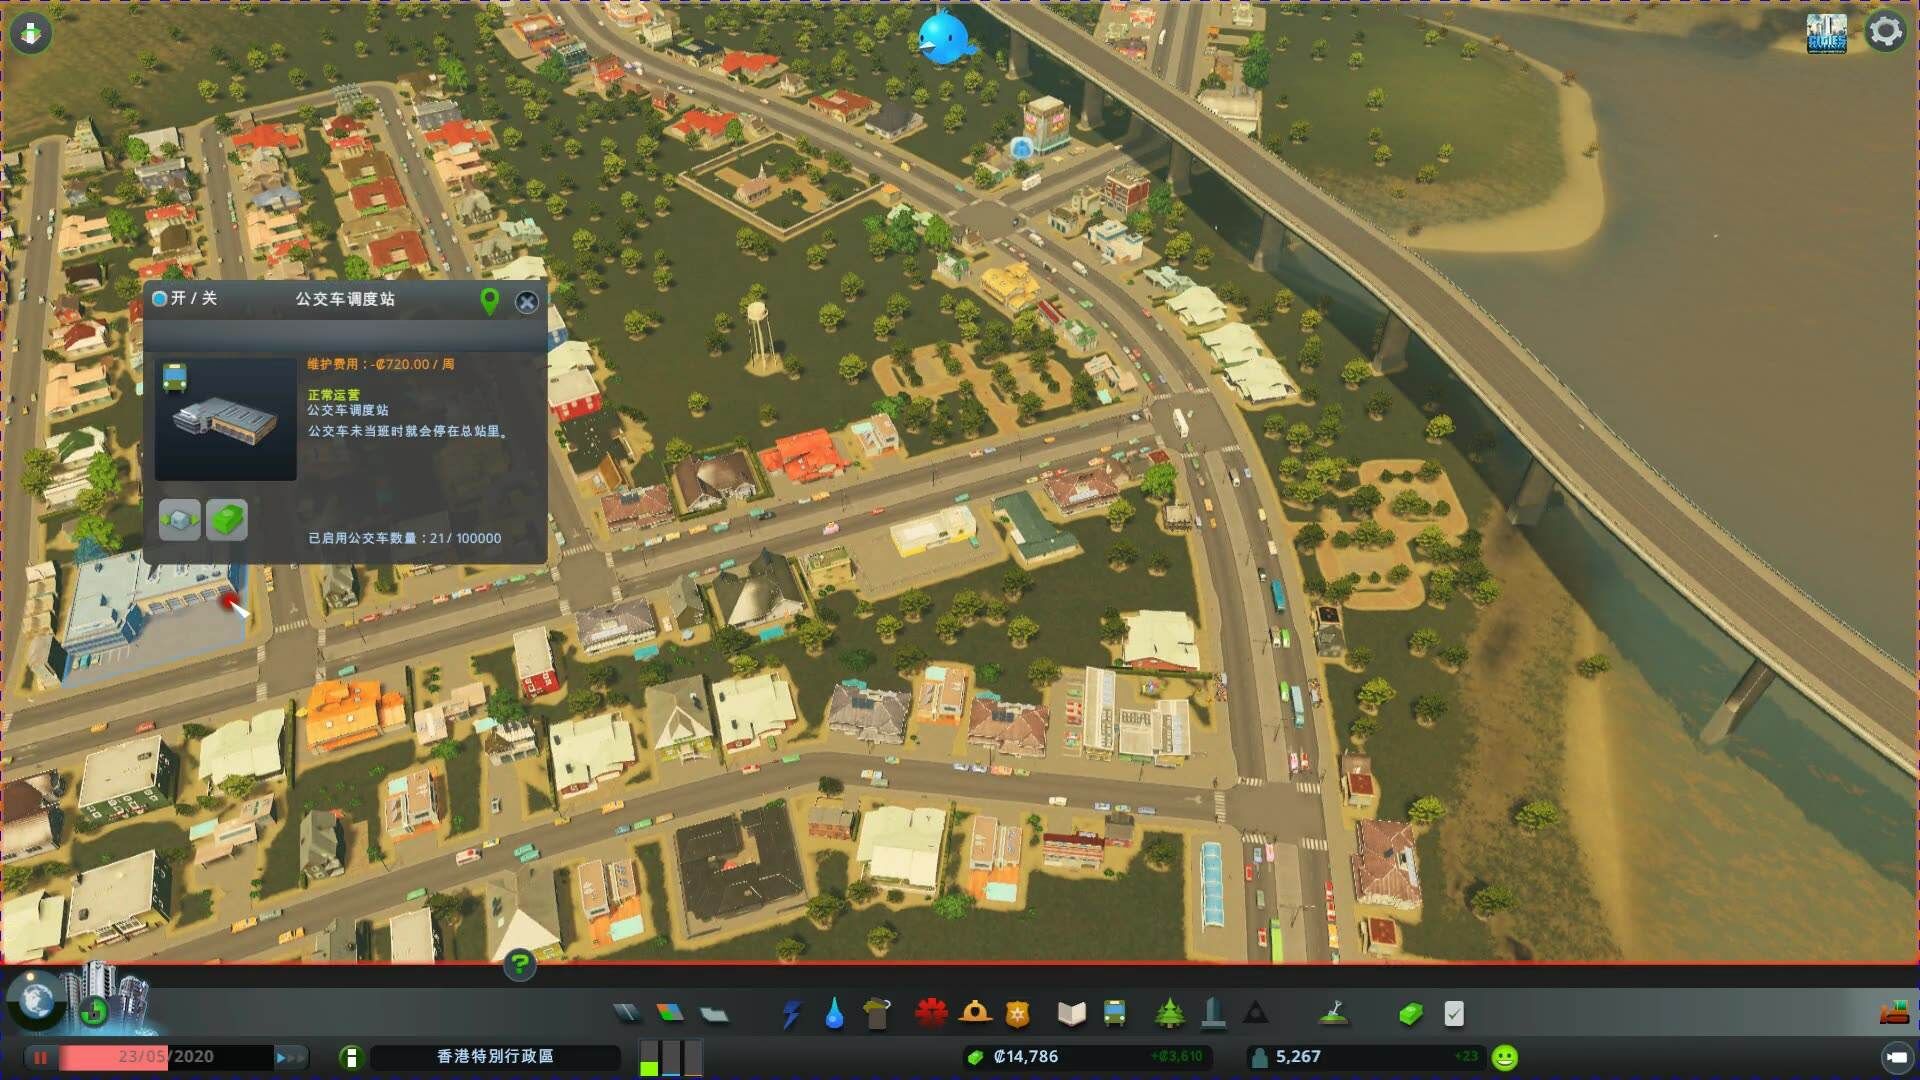 CITIES
开 / 关
公交车调度站
维护费用：-₡720.00 / 周
正常运营
公交车调度站
公交车未当班时就会停在总站里。
已启用公交车数量：21 / 100000
?
23/05/2020
香港特别行政區
₡14,786
+₡3,610
5,267
+23